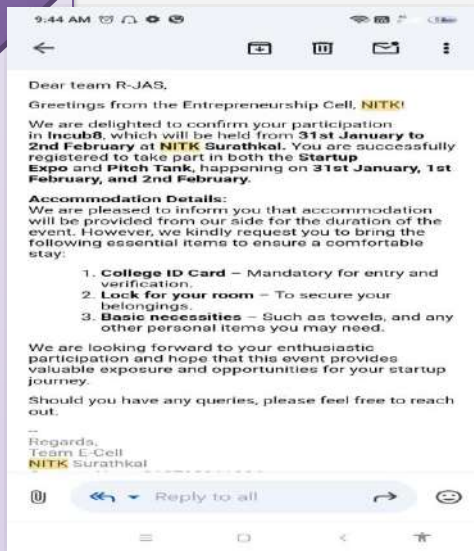 9:44 AM
Dear team R-JAS,
Greetings from the Entrepreneurship Cell, NITK!
We are delighted to confirm your participation
in Incub8, which will be held from 31st January to
2nd February at NITK Surathkal. You are successfully
registered to take part in both the Startup
Expo and Pitch Tank, happening on 31st January, 1st
February, and 2nd February.
Accommodation Details:
We are pleased to inform you that accommodation
will be provided from our side for the duration of the
event. However, we kindly request you to bring the
following essential items to ensure a comfortable
stay:
1. College ID Card – Mandatory for entry and
verification.
2. Lock for your room – To secure your
belongings.
3. Basic necessities – Such as towels, and any
other personal items you may need.
We are looking forward to your enthusiastic
participation and hope that this event provides
valuable exposure and opportunities for your startup
journey.
Should you have any queries, please feel free to reach
out.
--
Regards,
Team E-Cell
NITK Surathkal
Reply to all